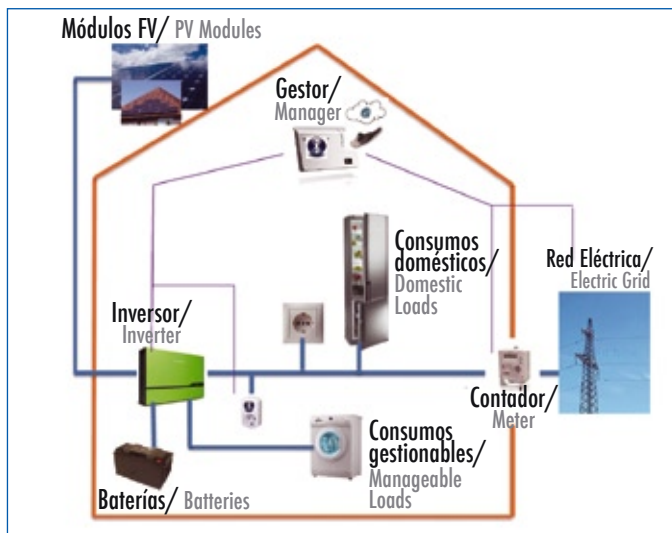 Módulos FV/ PV Modules
Gestor/
Manager
Consumos
domésticos/
Domestic
Loads
Red Eléctrica/
Electric Grid
Inversor/
Inverter
Contador/
Meter
Consumos
gestionables/
Manageable
Loads
Baterías/ Batteries